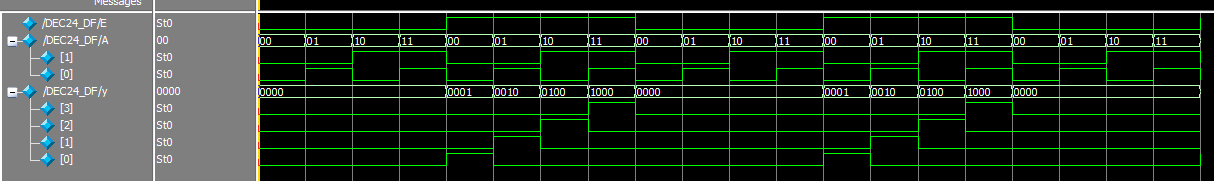 Messages
/DEC24_DF/E St0
/DEC24_DF/A 00 00 01 10 11 00 01 10 11 00 01 10 11 00 01 10 11 00 01 10 11
[1] St0
[0] St0
/DEC24_DF/y 0000 0000 0001 0010 0100 1000 0000 0001 0010 0100 1000 0000
[3] St0
[2] St0
[1] St0
[0] St0